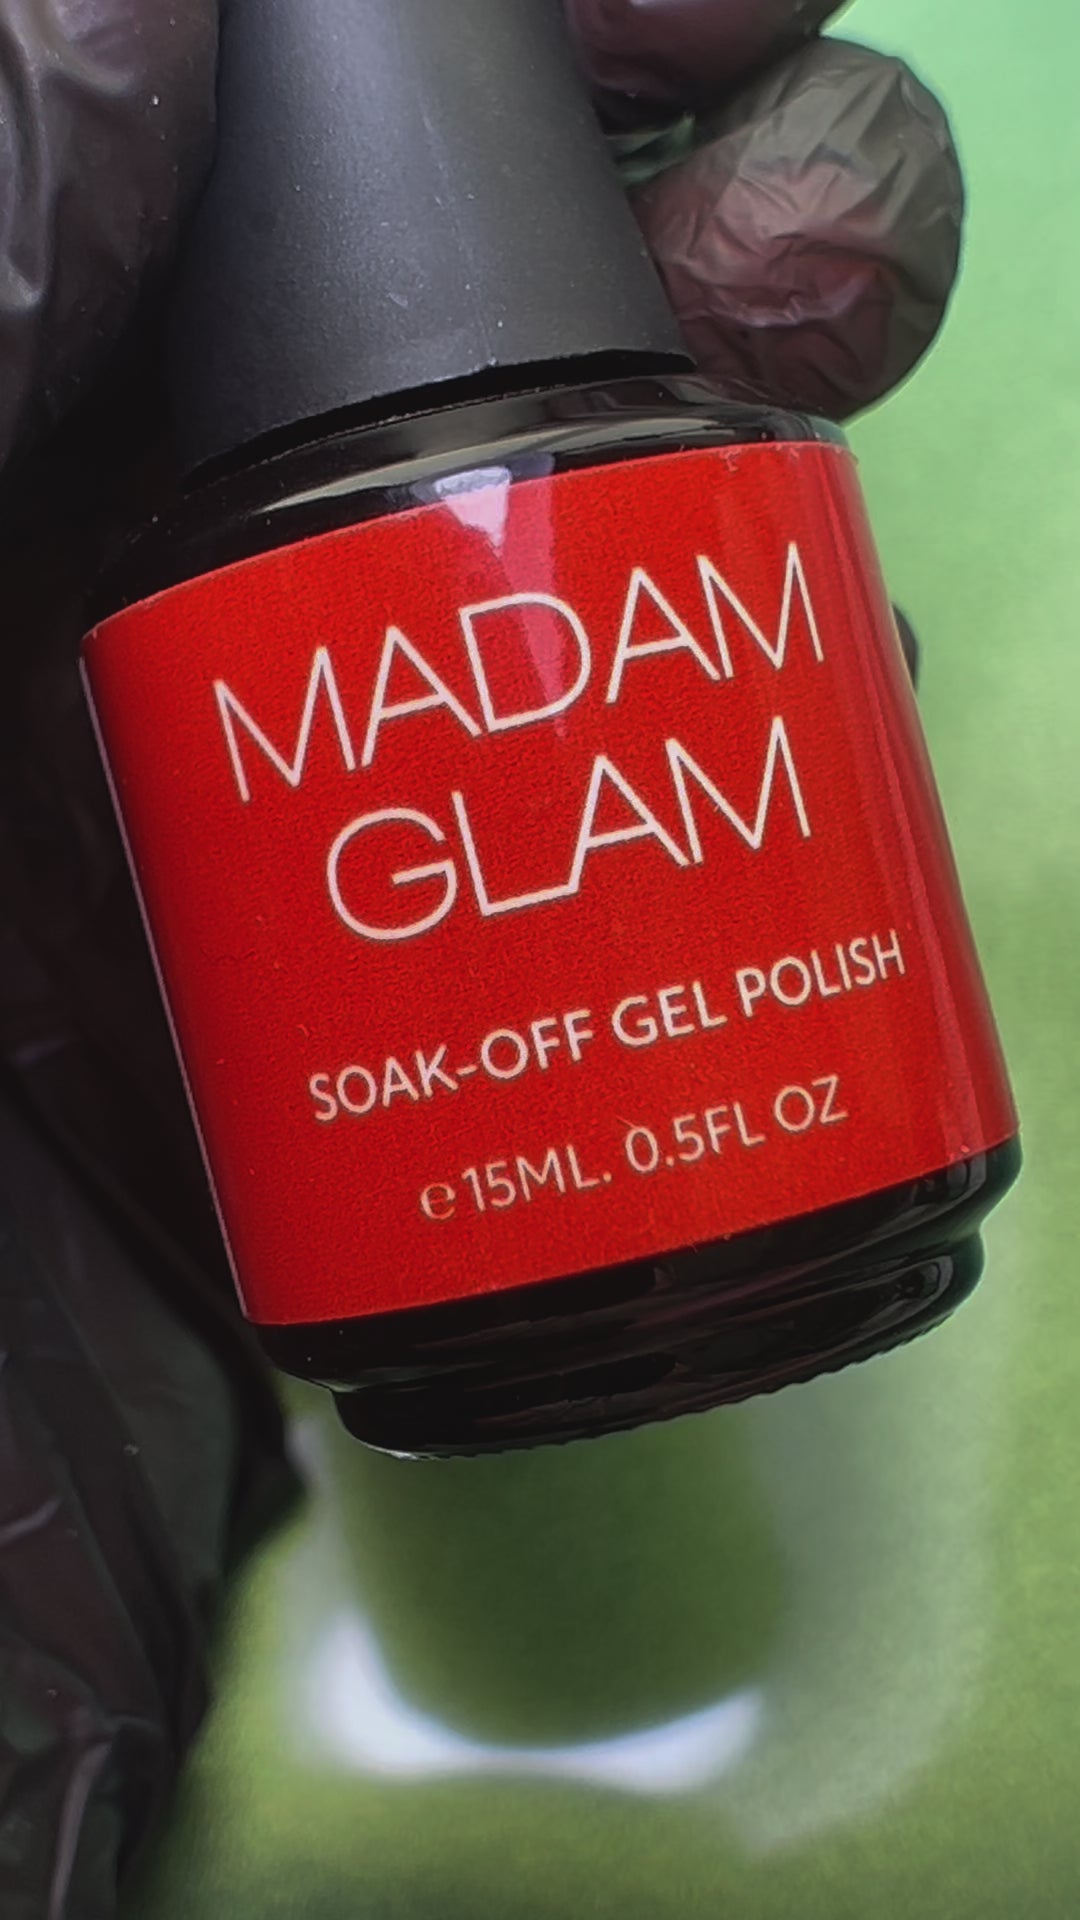 MADAM
GLAM
SOAK-OFF GEL POLISH
℮15ML. 0.5FL OZ